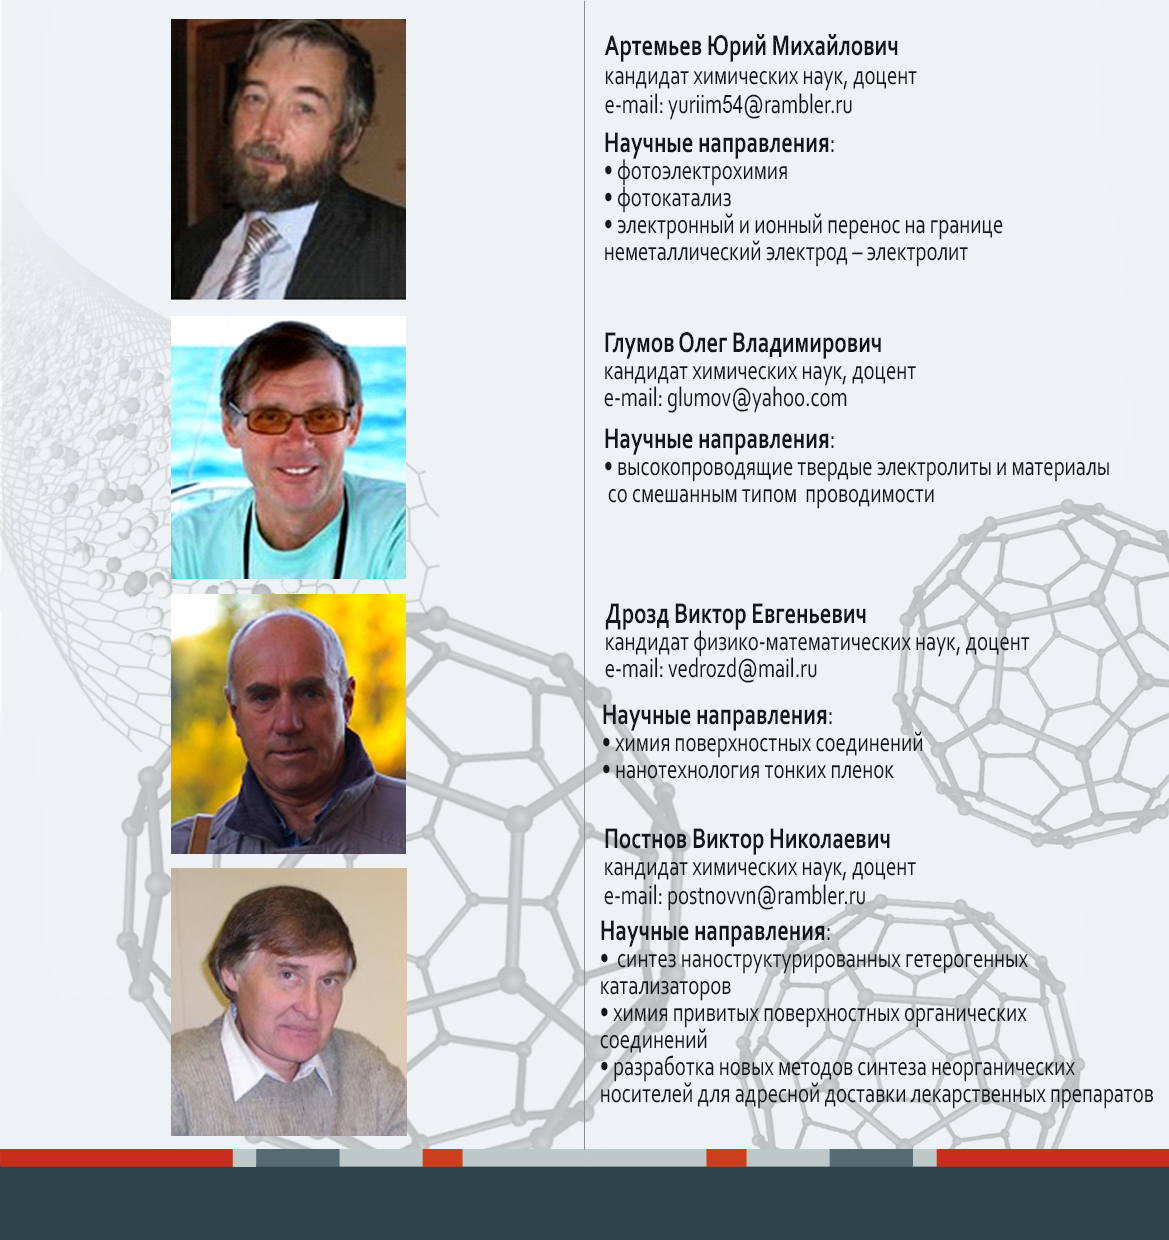 Артемьев Юрий Михайлович
кандидат химических наук, доцент
e-mail: yuriim54@rambler.ru
Научные направления:
• фотоэлектрохимия
• фотокатализ
• электронный и ионный перенос на границе
неметаллический электрод – электролит
Глумов Олег Владимирович
кандидат химических наук, доцент
e-mail: glumov@yahoo.com
Научные направления:
• высокопроводящие твердые электролиты и материалы
со смешанным типом проводимости
Дрозд Виктор Евгеньевич
кандидат физико-математических наук, доцент
e-mail: vedrozd@mail.ru
Научные направления:
• химия поверхностных соединений
• нанотехнология тонких пленок
Постнов Виктор Николаевич
кандидат химических наук, доцент
e-mail: postnovvn@rambler.ru
Научные направления:
• синтез наноструктурированных гетерогенных
катализаторов
• химия привитых поверхностных органических
соединений
• разработка новых методов синтеза неорганических
носителей для адресной доставки лекарственных препаратов